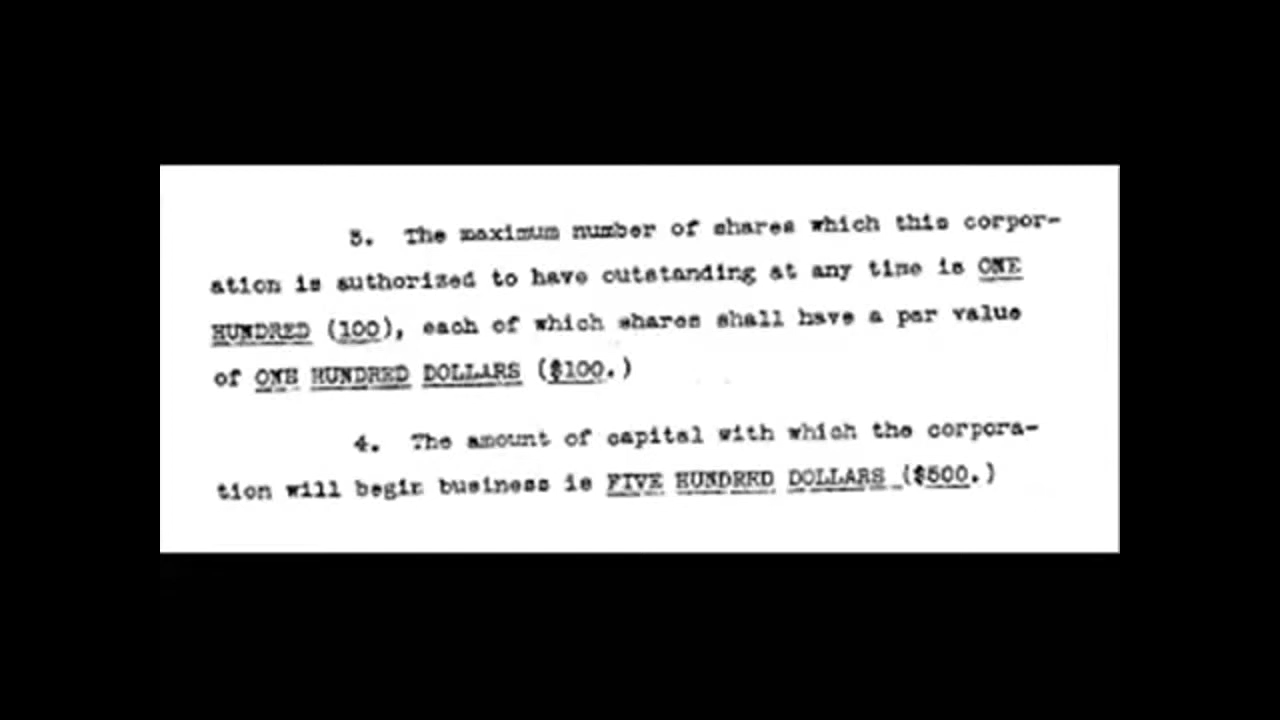 3. The maximum number of shares which this corpor-
ation is authorized to have outstanding at any time is ONE
HUNDRED (100), each of which shares shall have a par value
of ONE HUNDRED DOLLARS ($100.)
4. The amount of capital with which the corpora-
tion will begin business is FIVE HUNDRED DOLLARS ($500.)